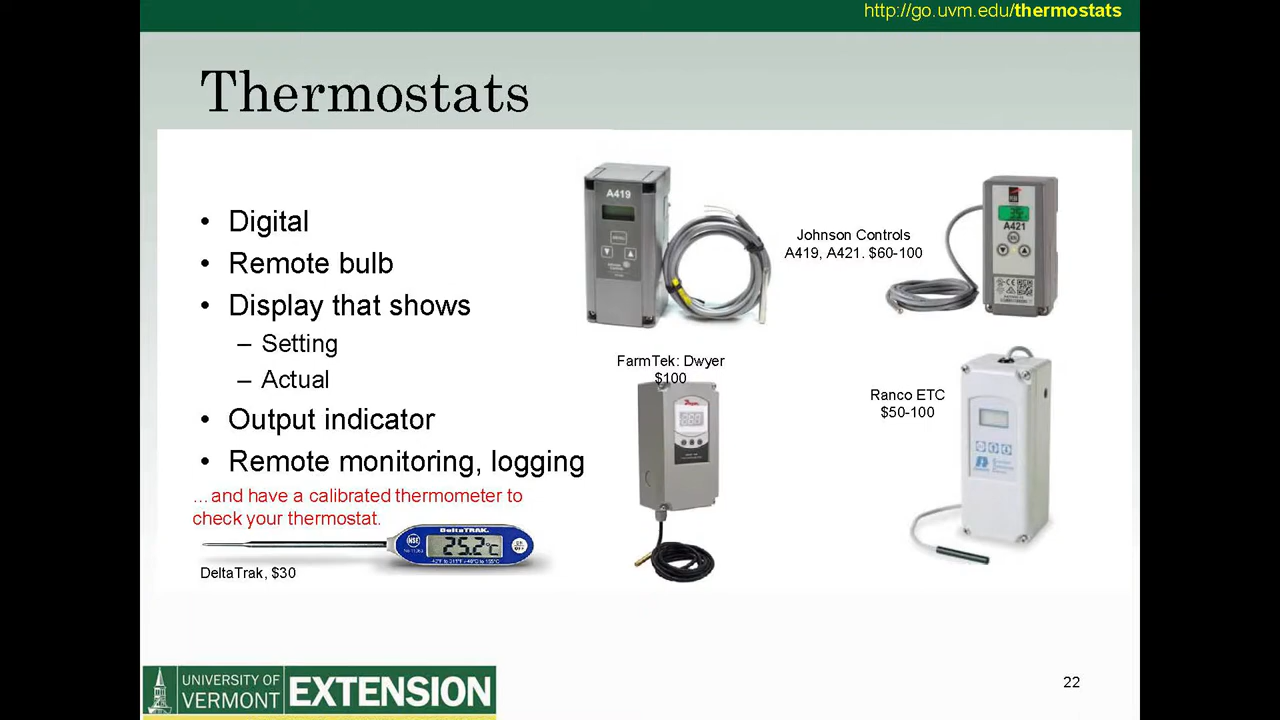 http://go.uvm.edu/thermostats
Thermostats
• Digital
• Remote bulb
• Display that shows
– Setting
– Actual
• Output indicator
• Remote monitoring, logging
...and have a calibrated thermometer to
check your thermostat.
DeltaTRAK
NSF
25.2°C
DeltaTrak, $30
A419
MENU
Johnson Controls
A419, A421. $60-100
A421
FarmTek: Dwyer
$100
Ranco ETC
$50-100
UNIVERSITY OF
VERMONT
EXTENSION
22